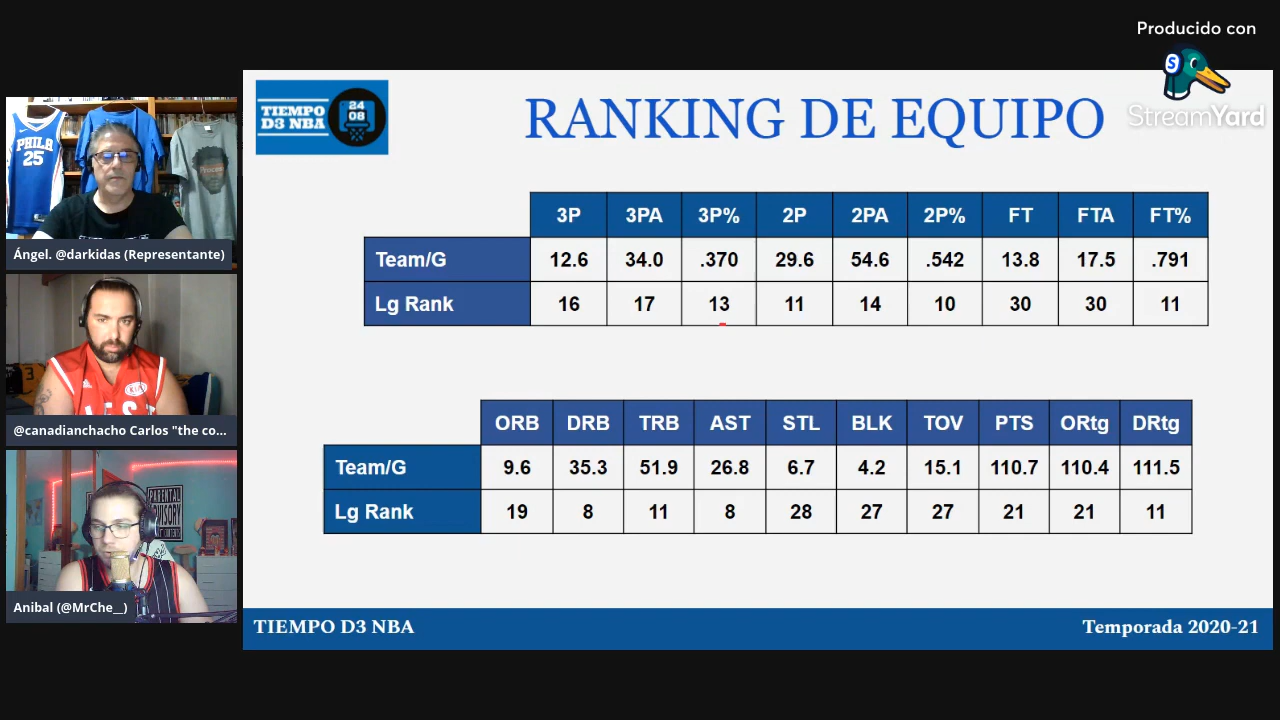 Producido con
StreamYard
TIEMPO
D3 NBA
24
08
RANKING DE EQUIPO
3P 3PA 3P% 2P 2PA 2P% FT FTA FT%
Team/G 12.6 34.0 .370 29.6 54.6 .542 13.8 17.5 .791
Lg Rank 16 17 13 11 14 10 30 30 11
ORB DRB TRB AST STL BLK TOV PTS ORtg DRtg
Team/G 9.6 35.3 51.9 26.8 6.7 4.2 15.1 110.7 110.4 111.5
Lg Rank 19 8 11 8 28 27 27 21 21 11
TIEMPO D3 NBA
Temporada 2020-21
PHILA
25
Process
Ángel. @darkidas (Representante)
@canadianchacho Carlos "the co...
PARENTAL
ADVISORY
Anibal (@MrChe__)